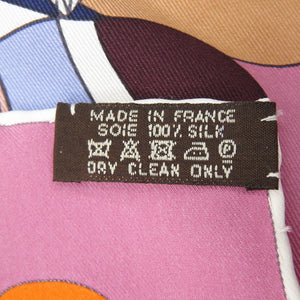 MADE IN FRANCE
SOIE 100% SILK
DRY CLEAN ONLY